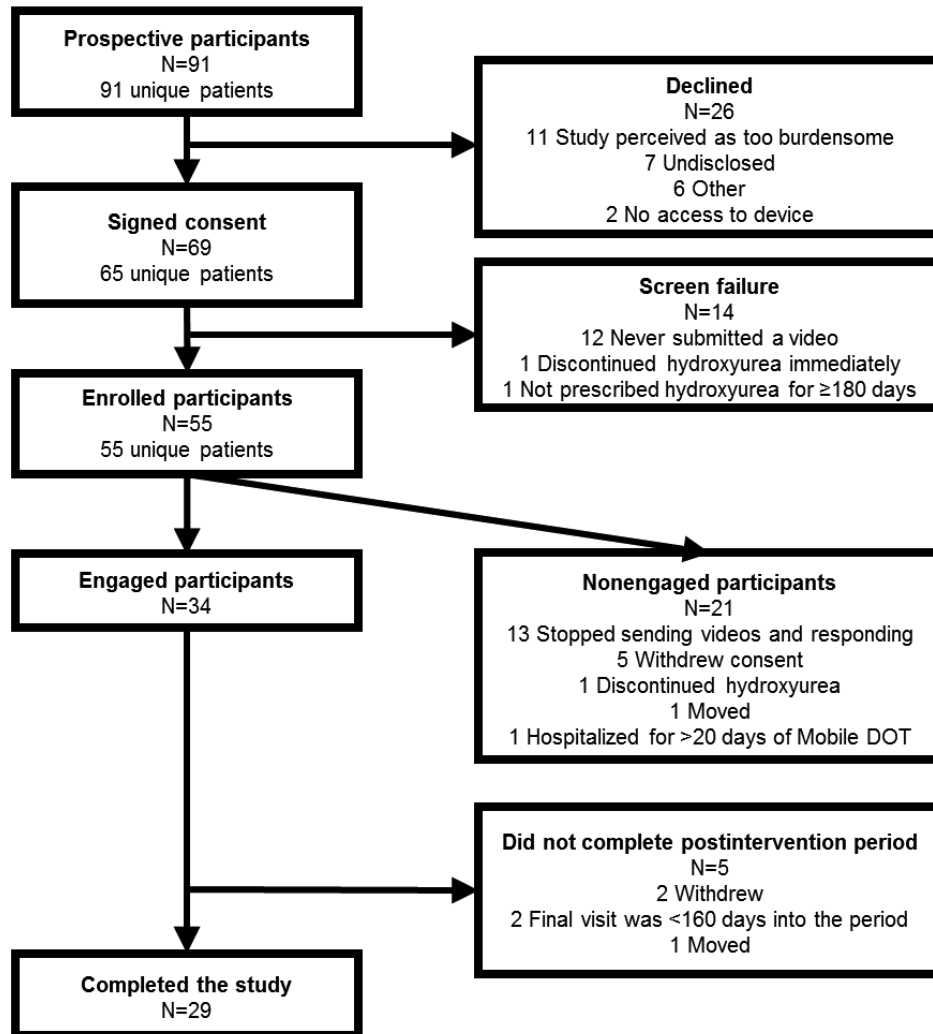 Prospective participants
N=91
91 unique patients
Declined
N=26
11 Study perceived as too burdensome
7 Undisclosed
6 Other
2 No access to device
Signed consent
N=69
65 unique patients
Screen failure
N=14
12 Never submitted a video
1 Discontinued hydroxyurea immediately
1 Not prescribed hydroxyurea for ≥180 days
Enrolled participants
N=55
55 unique patients
Engaged participants
N=34
Nonengaged participants
N=21
13 Stopped sending videos and responding
5 Withdrew consent
1 Discontinued hydroxyurea
1 Moved
1 Hospitalized for >20 days of Mobile DOT
Did not complete postintervention period
N=5
2 Withdrew
2 Final visit was <160 days into the period
1 Moved
Completed the study
N=29